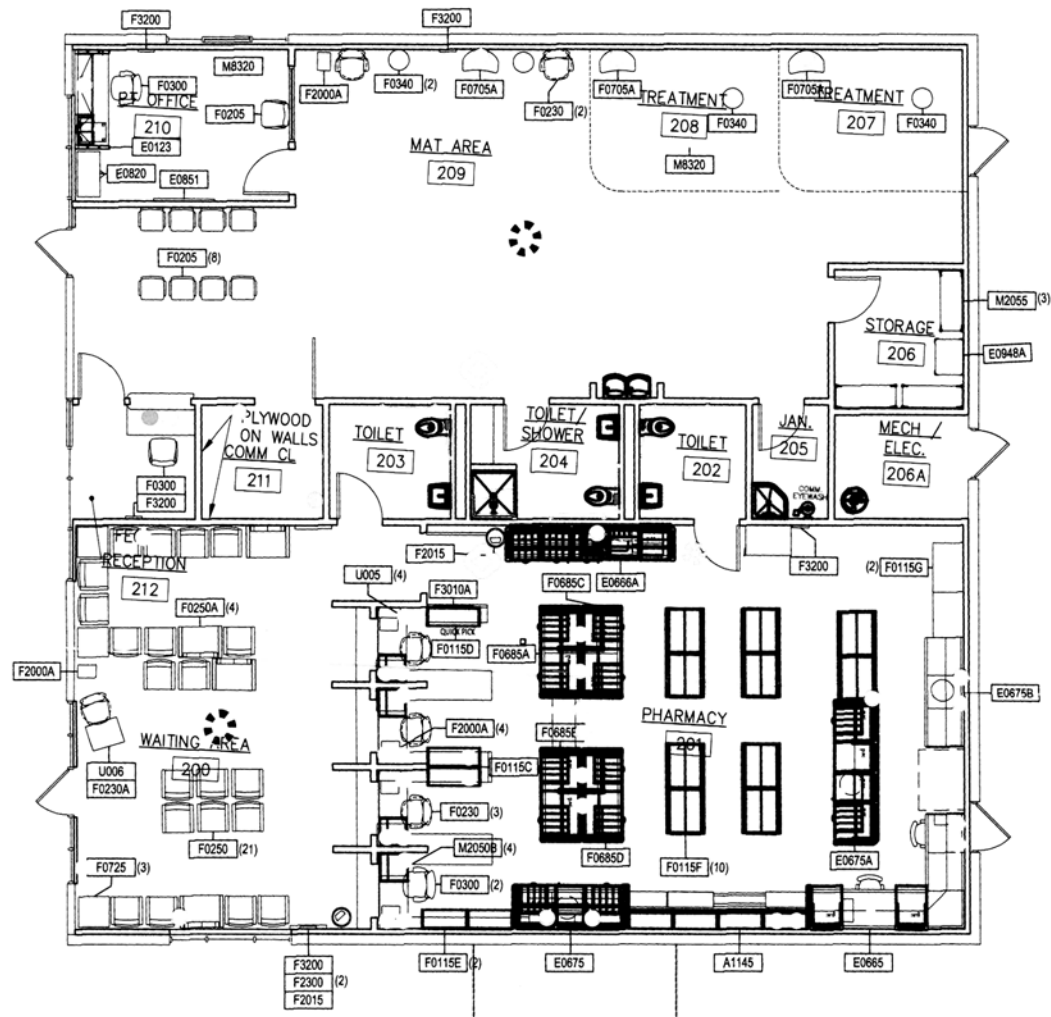 F3200
F3200
M8320
F0300
F2000A
F0340 (2)
F0705A
F0230 (2)
F0705A
F0705A
OFFICE
210
F0205
TREATMENT
208
F0340
TREATMENT
207
F0340
E0123
MAT AREA
209
M8320
E0820
E0851
F0205 (8)
M2055 (3)
STORAGE
206
E0948A
PLYWOOD
ON WALLS
COMM CL
211
TOILET
203
TOILET/
SHOWER
204
TOILET
202
JAN.
205
MECH /
ELEC.
206A
F0300
F3200
COMM
EYEWASH
RECEPTION
212
F2015
E0666A
F3200
(2) F0115G
U005 (4)
F3010A
F0685C
QUICK PICK
F0115D
F0250A (4)
F0685A
F2000A
E0675B
PHARMACY
201
F2000A (4)
WAITING AREA
200
F0115C
U006
F0230A
F0230 (3)
M2050B (4)
F0250 (21)
F0685D
F0115F (10)
E0675A
F0725 (3)
F0300 (2)
F3200
F2300 (2)
F2015
F0115E (2)
E0675
A1145
E0665